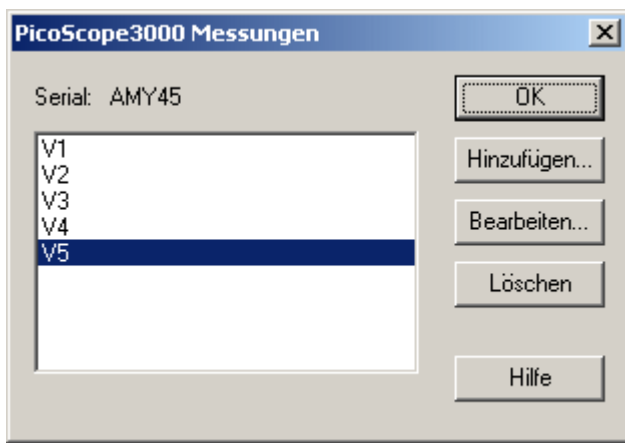 PicoScope3000 Messungen
Serial: AMY45
OK
V1
V2
V3
V4
V5
Hinzufügen...
Bearbeiten...
Löschen
Hilfe